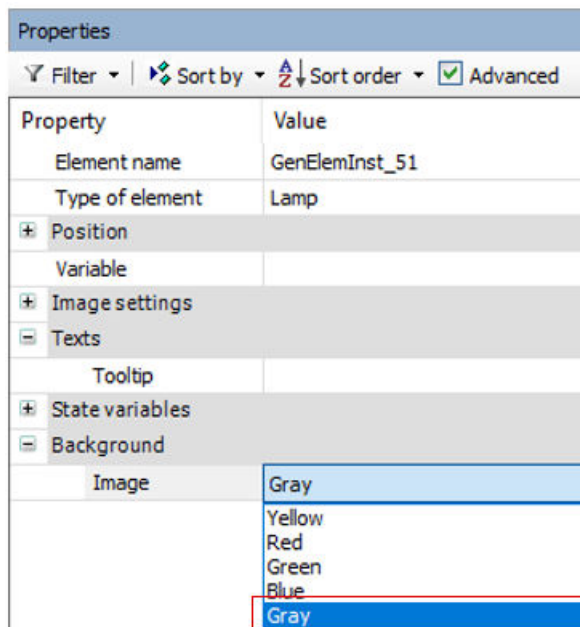 Properties
Filter Sort by AZ Sort order Advanced
Property Value
Element name GenElemInst_51
Type of element Lamp
Position
Variable
Image settings
Texts
Tooltip
State variables
Background
Image Gray
Yellow
Red
Green
Blue
Gray